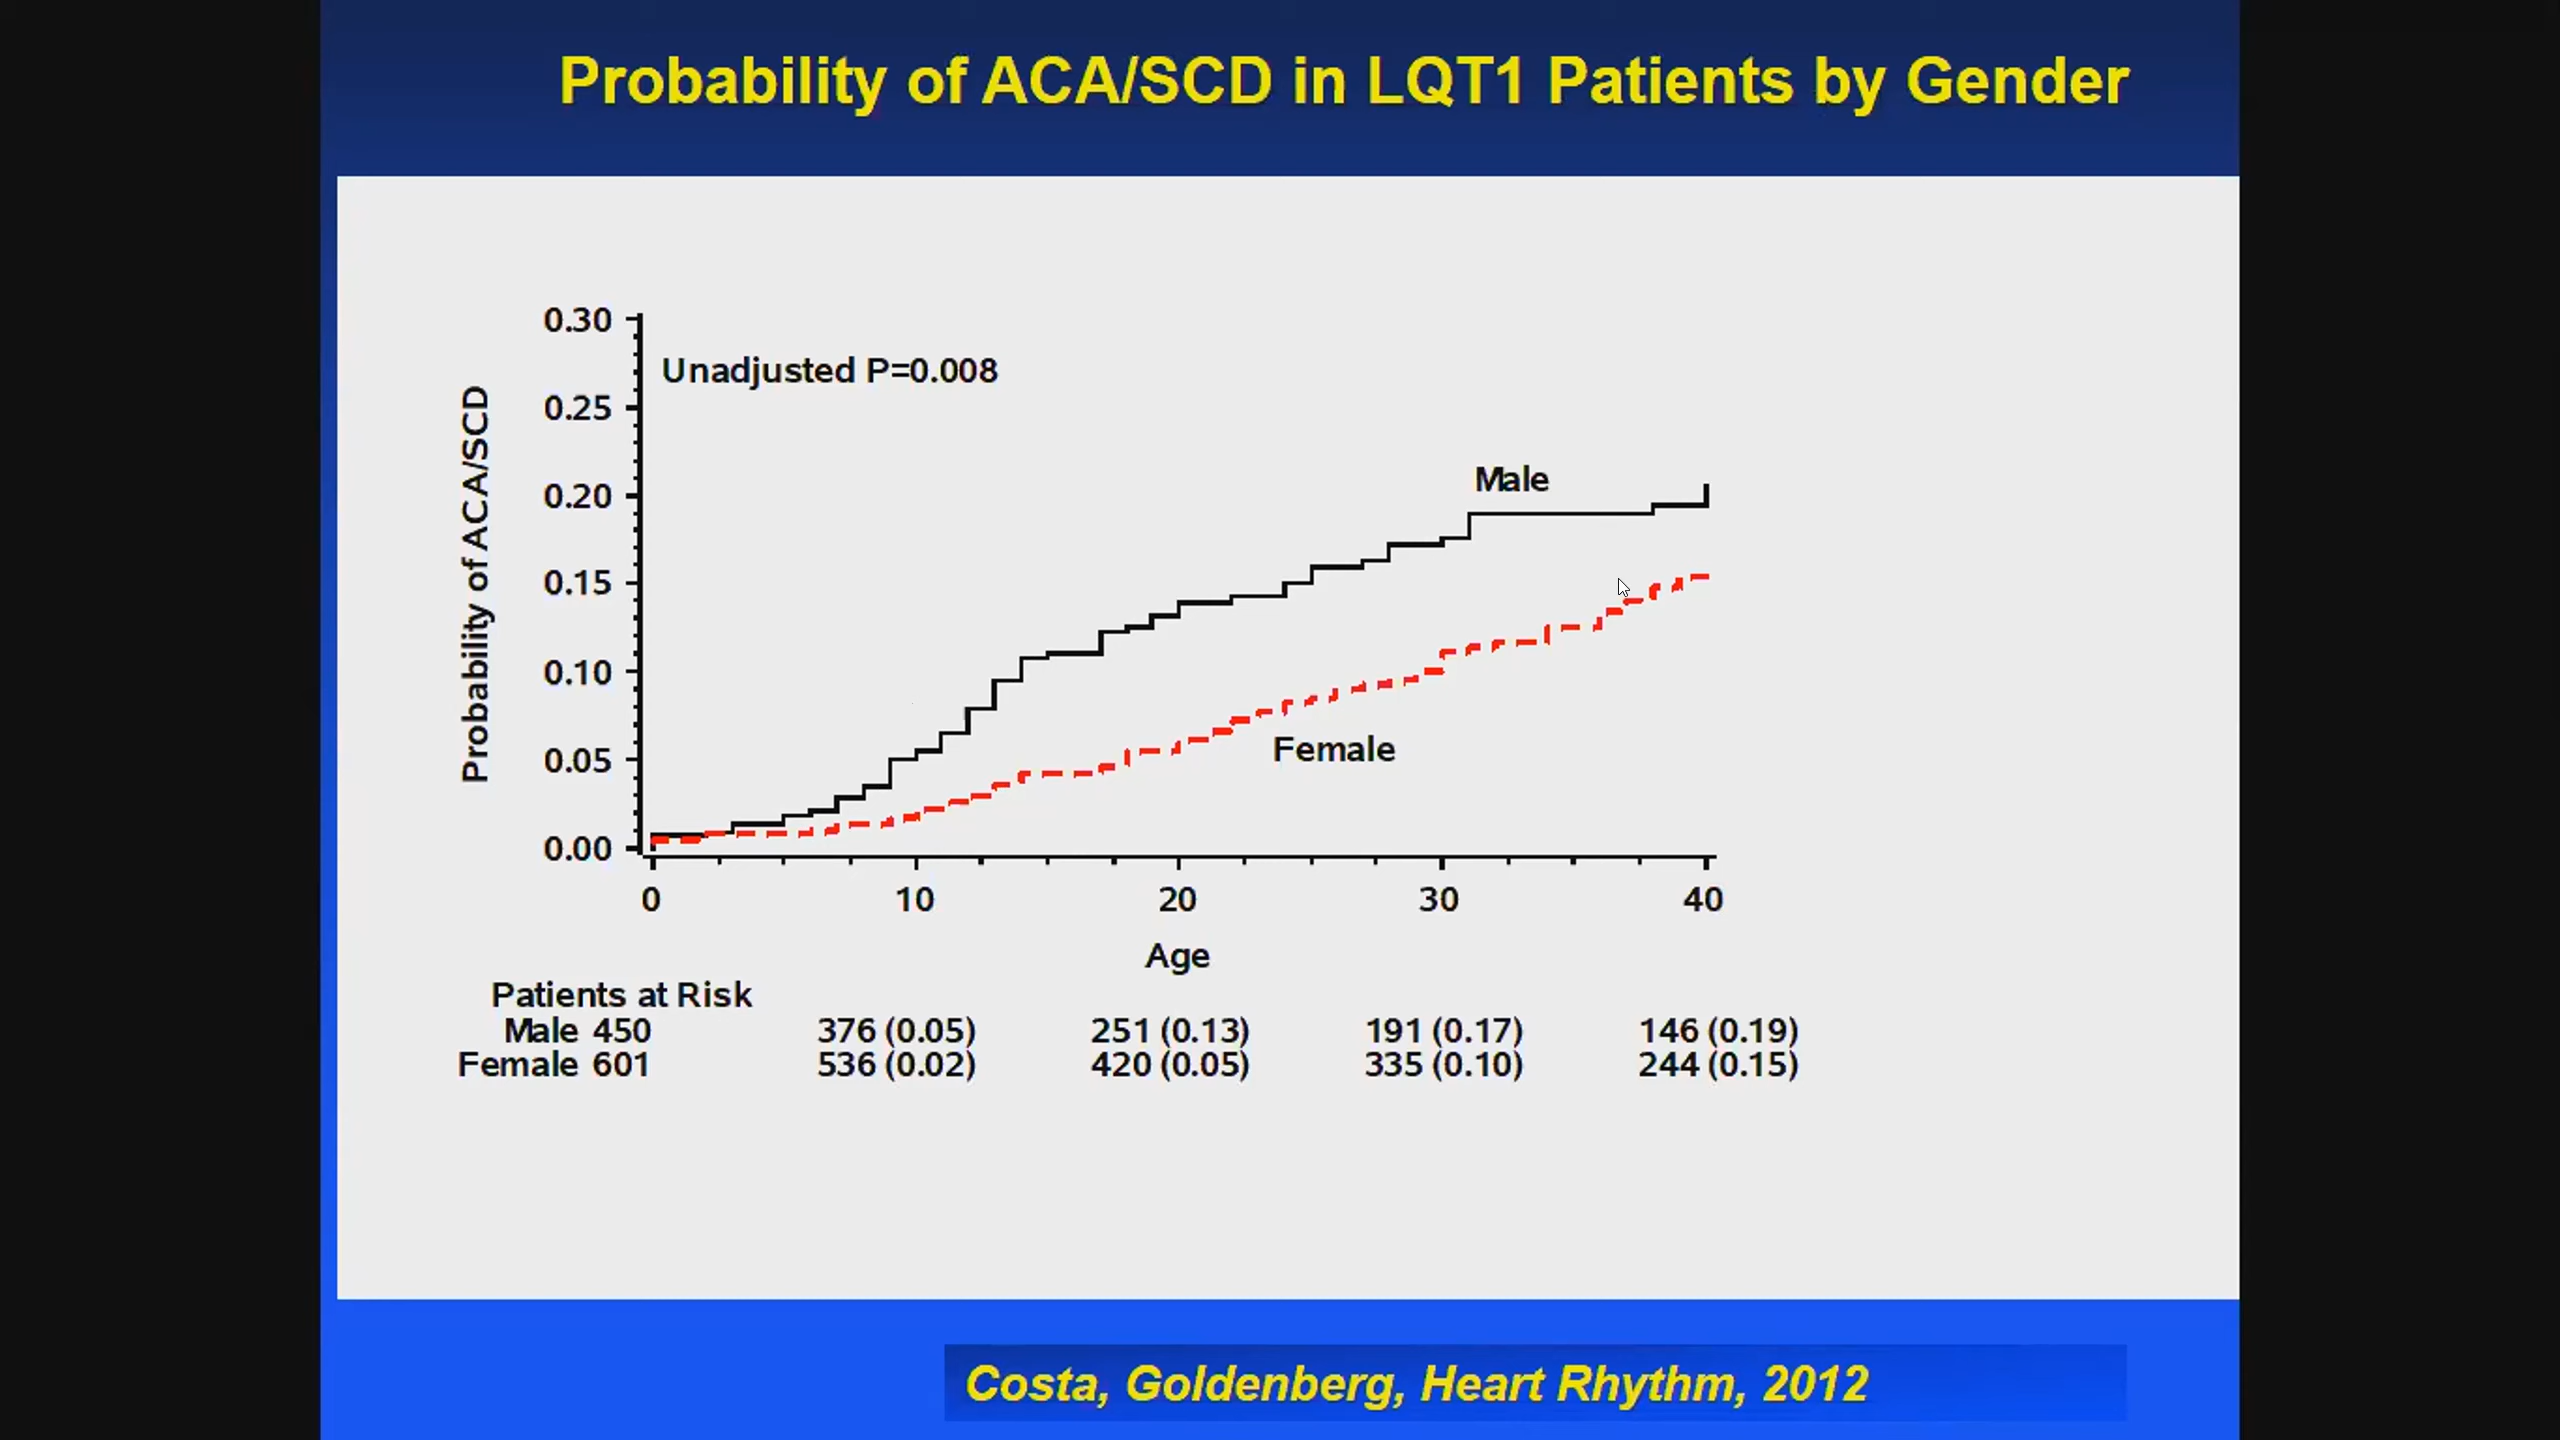 Probability of ACA/SCD in LQT1 Patients by Gender
0.30
Unadjusted P=0.008
0.25
0.20
0.15
0.10
0.05
0.00
Probability of ACA/SCD
Male
Female
0 10 20 30 40
Age
Patients at Risk
Male 450 376 (0.05) 251 (0.13) 191 (0.17) 146 (0.19)
Female 601 536 (0.02) 420 (0.05) 335 (0.10) 244 (0.15)
Costa, Goldenberg, Heart Rhythm, 2012